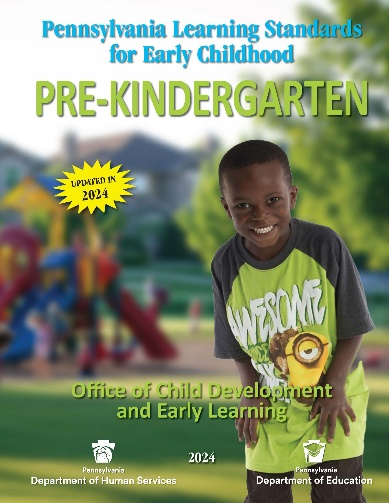 Pennsylvania Learning Standards
for Early Childhood
PRE-KINDERGARTEN
UPDATED IN
2024
AWESOME
Office of Child Development
and Early Learning
2024
Pennsylvania
Department of Human Services
Pennsylvania
Department of Education